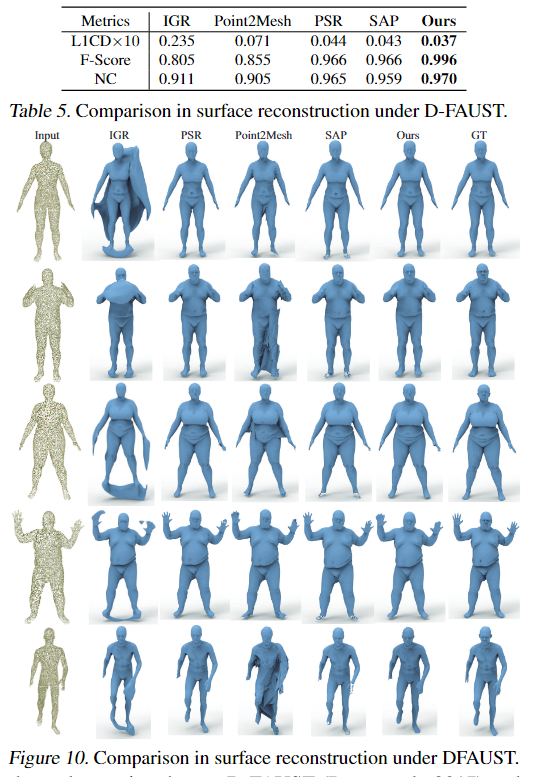 Metrics IGR Point2Mesh PSR SAP Ours
L1CD×10 0.235 0.071 0.044 0.043 0.037
F-Score 0.805 0.855 0.966 0.966 0.996
NC 0.911 0.905 0.965 0.959 0.970
Table 5. Comparison in surface reconstruction under D-FAUST.
Input IGR PSR Point2Mesh SAP Ours GT
Figure 10. Comparison in surface reconstruction under DFAUST.